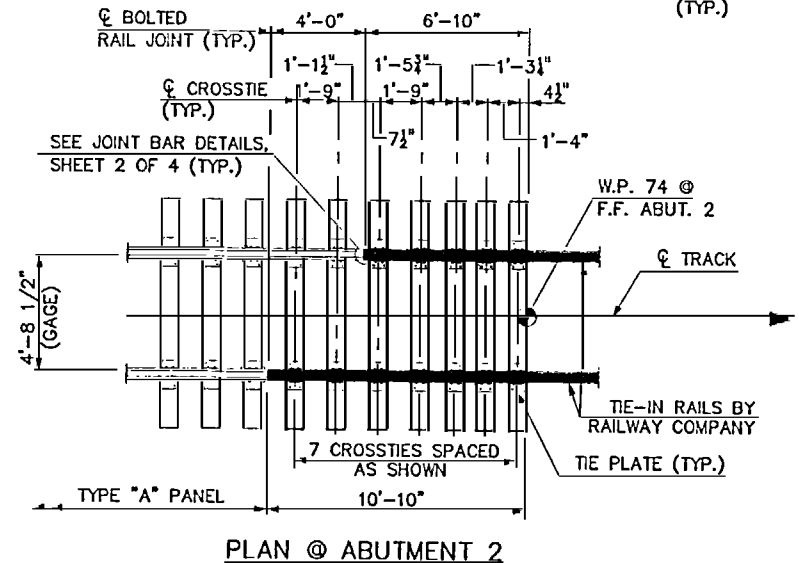 (TYP.)
℄ BOLTED
RAIL JOINT (TYP.)
4'-0"
6'-10"
1'-1½"
1'-5¾"
1'-3¼"
℄ CROSSTIE
(TYP.)
1'-9"
1'-9"
4½"
7½"
1'-4"
SEE JOINT BAR DETAILS,
SHEET 2 OF 4 (TYP.)
W.P. 74 @
F.F. ABUT. 2
℄ TRACK
4'-8 1/2"
(GAGE)
TIE-IN RAILS BY
RAILWAY COMPANY
7 CROSSTIES SPACED
AS SHOWN
TIE PLATE (TYP.)
TYPE "A" PANEL
10'-10"
PLAN @ ABUTMENT 2